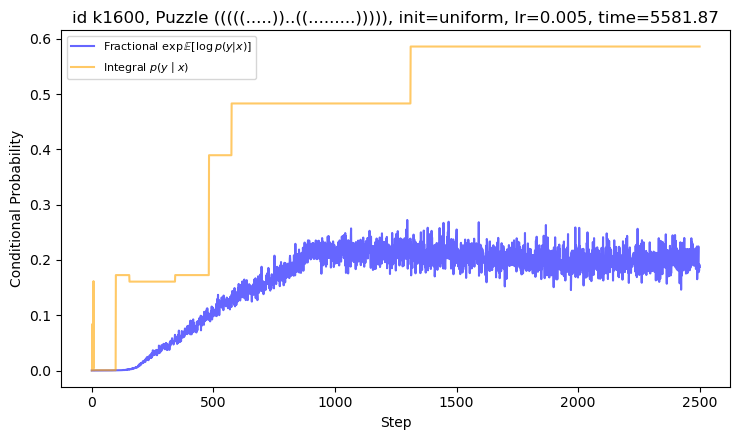 id k1600, Puzzle (((((.....))..((.........))))), init=uniform, lr=0.005, time=5581.87
Fractional exp𝔼[log p(y|x)]
Integral p(y | x)
Conditional Probability
0.6
0.5
0.4
0.3
0.2
0.1
0.0
0
500
1000
1500
2000
2500
Step